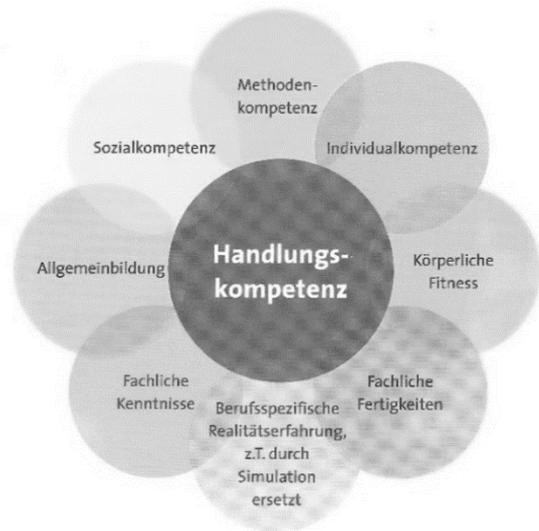 Methoden-
kompetenz
Sozialkompetenz
Individualkompetenz
Handlungs-
kompetenz
Allgemeinbildung
Körperliche
Fitness
Fachliche
Kenntnisse
Fachliche
Fertigkeiten
Berufsspezifische
Realitätserfahrung,
z.T. durch
Simulation
ersetzt